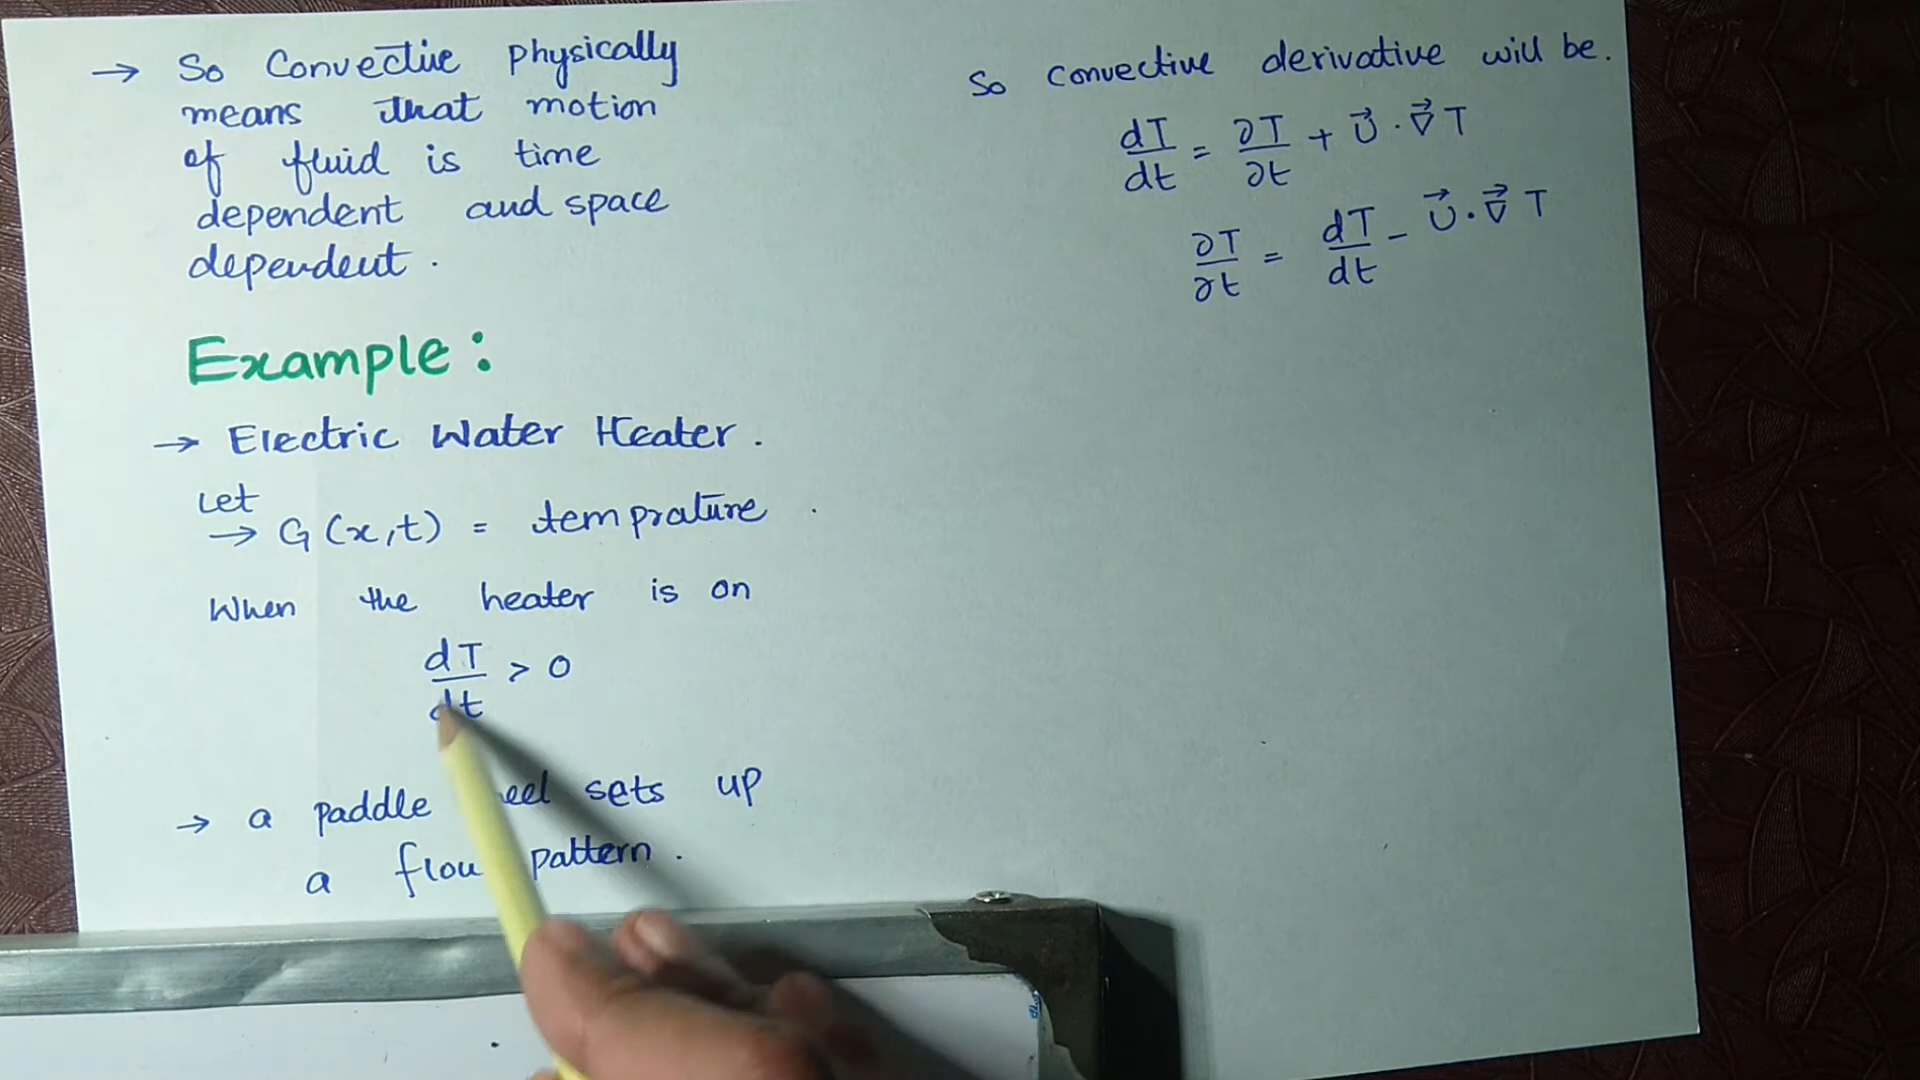 → So Convective physically
means that motion
of fluid is time
dependent and space
dependent .
Example :
→ Electric Water Heater .
Let
→ G (x,t) = temprature .
When the heater is on
dT/dt > 0
→ a paddle sets up
a flow pattern .
So convective derivative will be .
dT/dt = ∂T/∂t + U⃗ · ∇⃗ T
∂T/∂t = dT/dt - U⃗ · ∇⃗ T